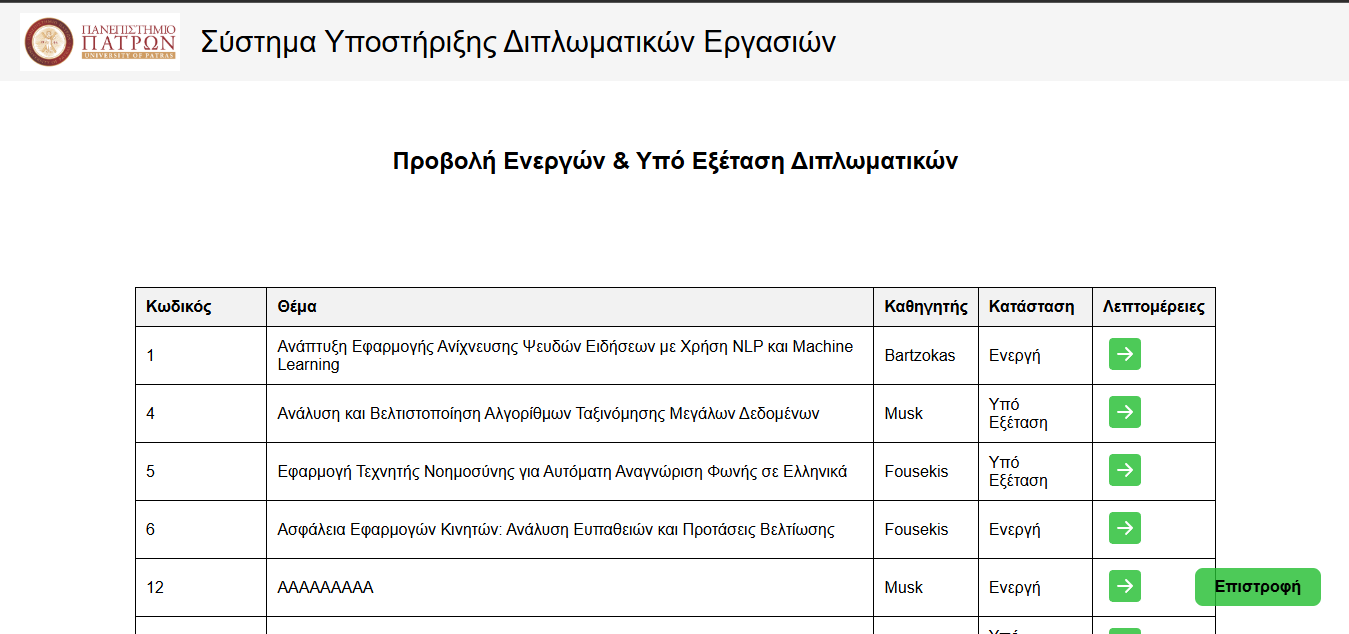 ΠΑΝΕΠΙΣΤΗΜΙΟ
ΠΑΤΡΩΝ
UNIVERSITY OF PATRAS
Σύστημα Υποστήριξης Διπλωματικών Εργασιών
Προβολή Ενεργών & Υπό Εξέταση Διπλωματικών
Κωδικός Θέμα Καθηγητής Κατάσταση Λεπτομέρειες
1 Ανάπτυξη Εφαρμογής Ανίχνευσης Ψευδών Ειδήσεων με Χρήση NLP και Machine
Learning Bartzokas Ενεργή
4 Ανάλυση και Βελτιστοποίηση Αλγορίθμων Ταξινόμησης Μεγάλων Δεδομένων Musk Υπό
Εξέταση
5 Εφαρμογή Τεχνητής Νοημοσύνης για Αυτόματη Αναγνώριση Φωνής σε Ελληνικά Fousekis Υπό
Εξέταση
6 Ασφάλεια Εφαρμογών Κινητών: Ανάλυση Ευπαθειών και Προτάσεις Βελτίωσης Fousekis Ενεργή
12 ΑΑΑΑΑΑΑΑΑ Musk Ενεργή
Επιστροφή